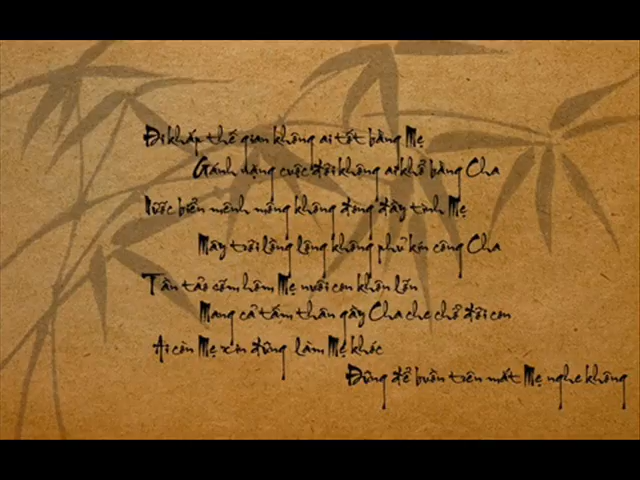 Đi khắp thế gian không ai tốt bằng Mẹ
Gánh nặng cuộc đời không ai khổ bằng Cha
Nước biển mênh mông không đong đầy tình Mẹ
Mây trời lồng lộng không phủ kín công Cha
Tần tảo sớm hôm Mẹ nuôi con khôn lớn
Mang cả tấm thân gầy Cha che chở đời con
Ai còn Mẹ xin đừng làm Mẹ khóc
Đừng để buồn trên mắt Mẹ nghe không